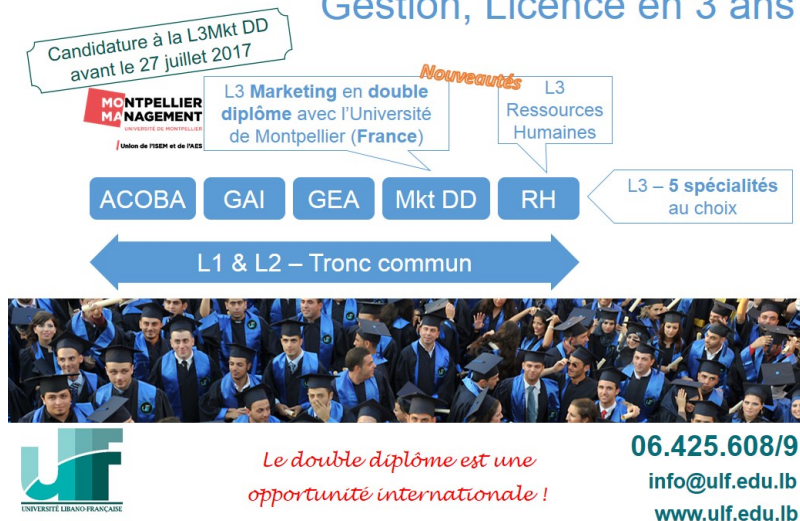 Gestion, Licence en 3 ans
Candidature à la L3Mkt DD
avant le 27 juillet 2017
MONTPELLIER
MANAGEMENT
UNIVERSITÉ DE MONTPELLIER
Union de l'ISEM et de l'AES
L3 Marketing en double
diplôme avec l'Université
de Montpellier (France)
Nouveautés
L3
Ressources
Humaines
ACOBA
GAI
GEA
Mkt DD
RH
L3 – 5 spécialités
au choix
L1 & L2 – Tronc commun
ulf
UNIVERSITÉ LIBANO-FRANÇAISE
Le double diplôme est une
opportunité internationale !
06.425.608/9
info@ulf.edu.lb
www.ulf.edu.lb